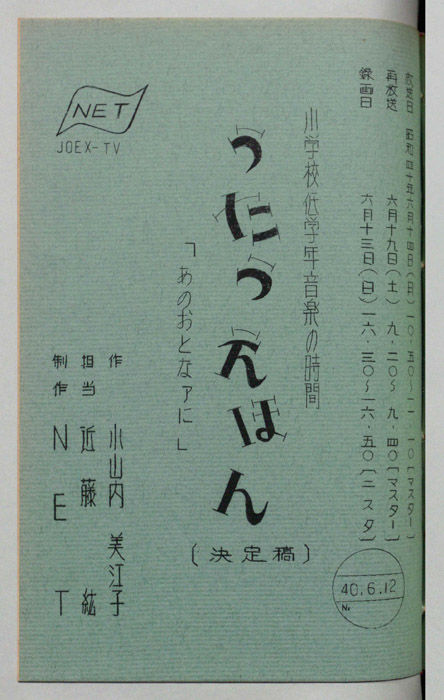 放送日 昭和四十年六月十四日(月)一〇・五〇〜一一・一〇〔マスター〕
再放送 六月十九日(土)九・二〇〜九・四〇〔マスター〕
録画日 六月十三日(日)一六・三〇〜一六・五〇〔ニスタ〕
小学校低学年音楽の時間
うたつえほん
「あのおとなァに」
〔決定稿〕
作 小山内美江子
担当 近藤紘
制作 NET
NET
JOEX-TV
40.6.12
Nr